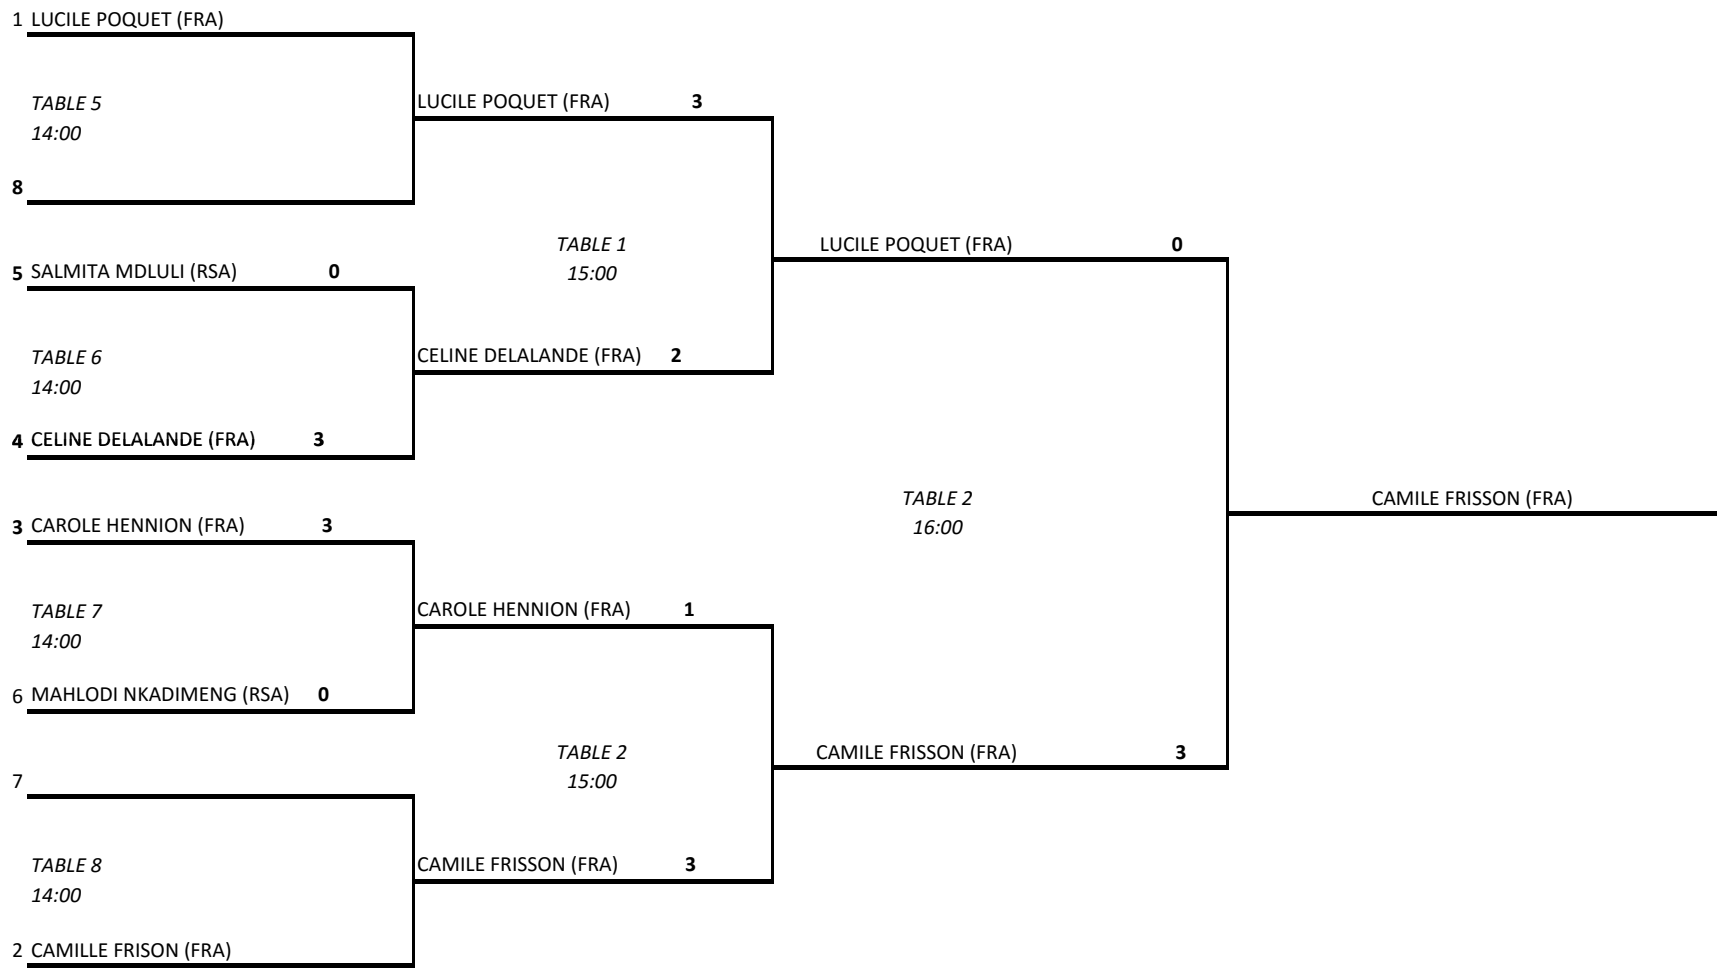 1 LUCILE POQUET (FRA)
TABLE 5
LUCILE POQUET (FRA) 3
14:00
8
TABLE 1
LUCILE POQUET (FRA) 0
5 SALMITA MDLULI (RSA) 0
15:00
TABLE 6
CELINE DELALANDE (FRA) 2
14:00
4 CELINE DELALANDE (FRA) 3
TABLE 2
CAMILE FRISSON (FRA)
3 CAROLE HENNION (FRA) 3
16:00
TABLE 7
CAROLE HENNION (FRA) 1
14:00
6 MAHLODI NKADIMENG (RSA) 0
TABLE 2
CAMILE FRISSON (FRA) 3
7
15:00
TABLE 8
CAMILE FRISSON (FRA) 3
14:00
2 CAMILLE FRISON (FRA)